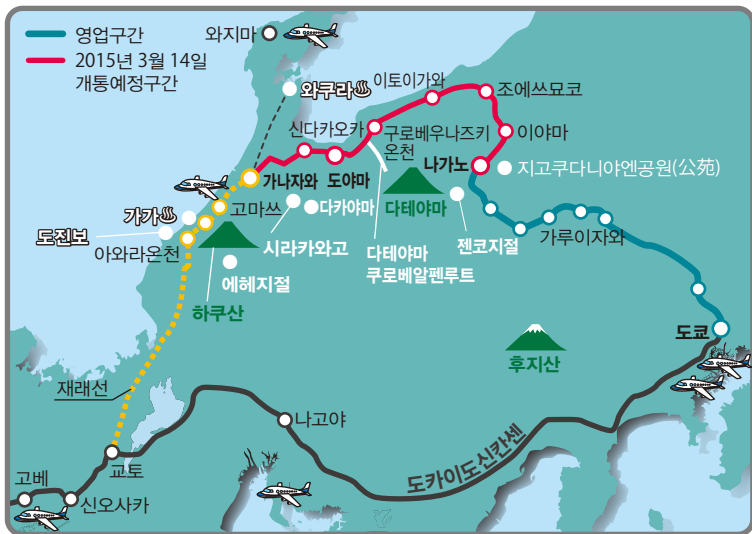 영업구간
2015년 3월 14일
개통예정구간
와지마
와쿠라♨
이토이가와
조에쓰묘코
신다카오카
구로베우나즈키
온천
이야마
나가노
지고쿠다니야엔공원(公苑)
가나자와
도야마
다테야마
가가♨
고마쓰
다카야마
도진보
아와라온천
시라카와고
다테야마
쿠로베알펜루트
젠코지절
가루이자와
에헤지절
하쿠산
도쿄
후지산
재래선
나고야
교토
도카이도신칸센
고베
신오사카